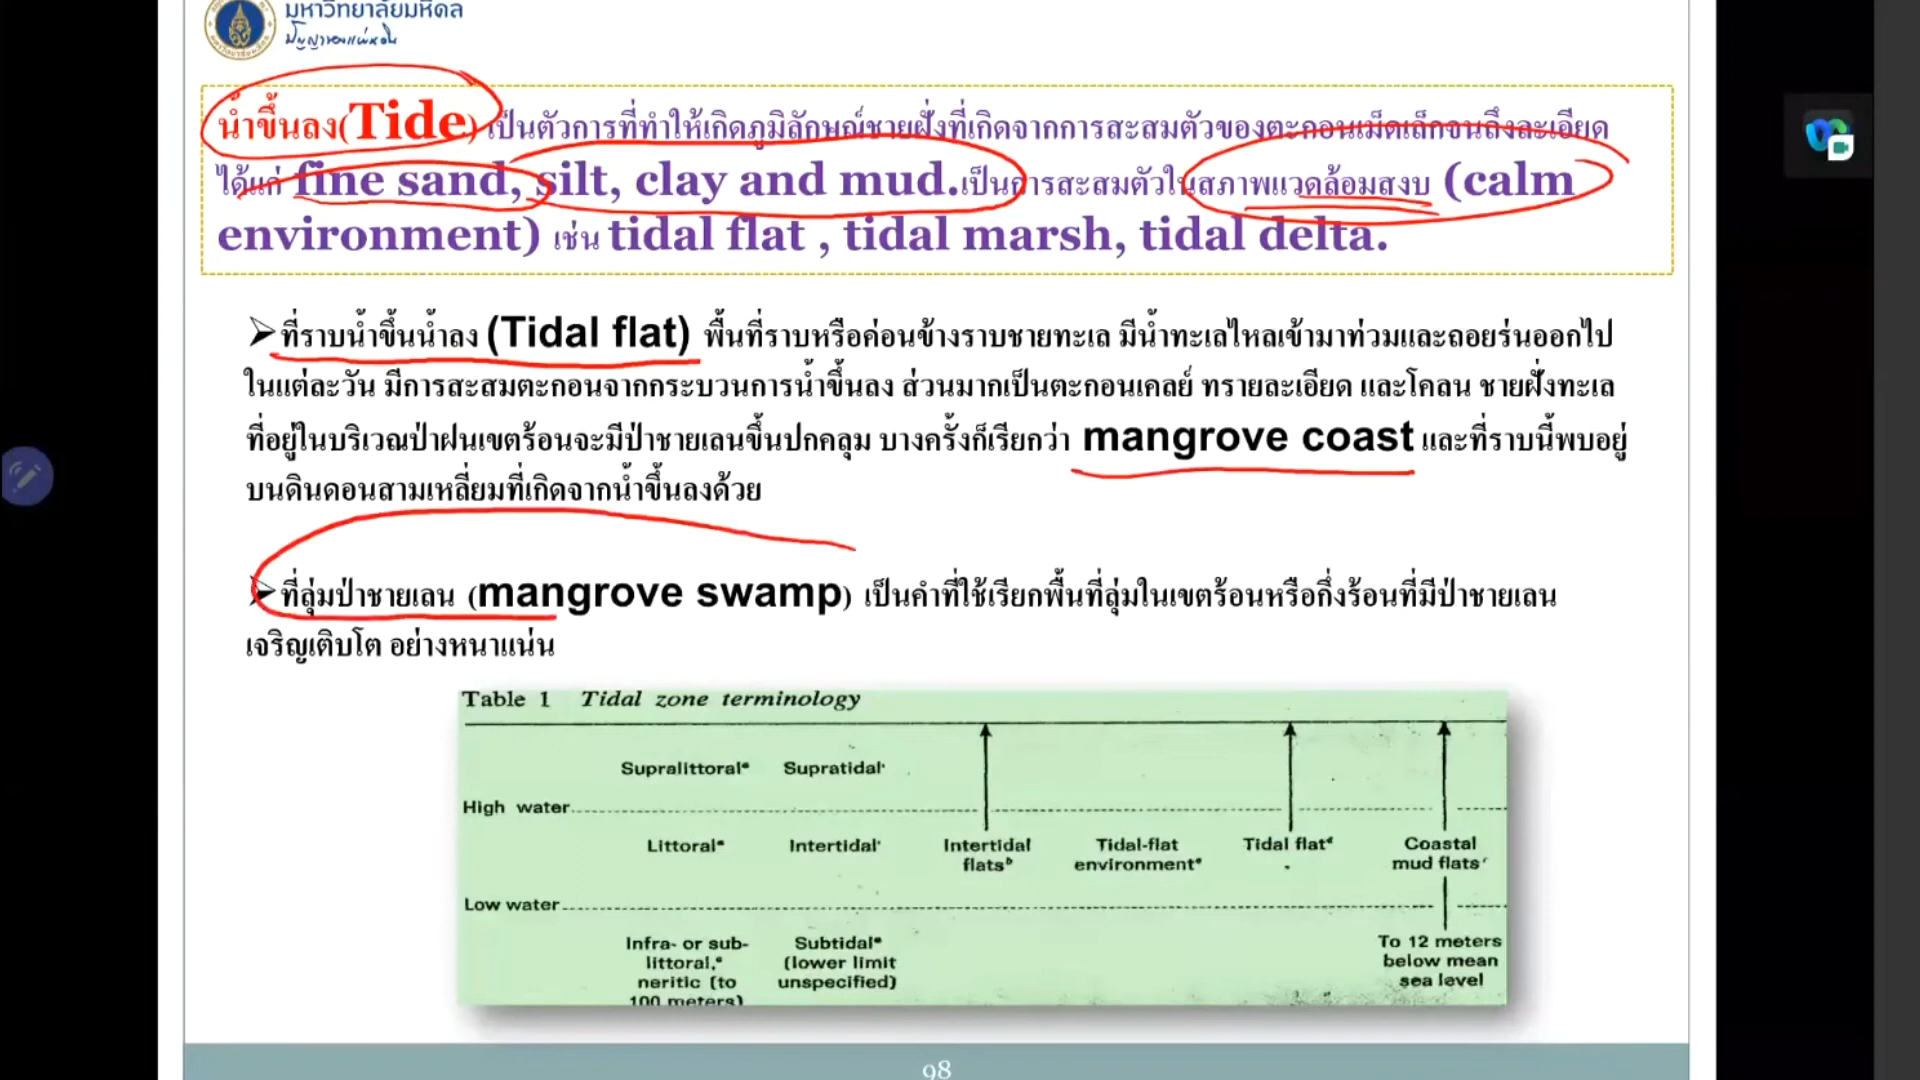 มหาวิทยาลัยมหิดล
ปัญญาของแผ่นดิน
น้ำขึ้นลง(Tide) เป็นตัวการที่ทำให้เกิดภูมิลักษณ์ชายฝั่งที่เกิดจากการสะสมตัวของตะกอนเม็ดเล็กจนถึงละเอียด
ได้แก่ fine sand, silt, clay and mud.เป็นการสะสมตัวในสภาพแวดล้อมสงบ (calm
environment) เช่น tidal flat , tidal marsh, tidal delta.
➢ที่ราบน้ำขึ้นน้ำลง (Tidal flat) พื้นที่ราบหรือค่อนข้างราบชายทะเล มีน้ำทะเลไหลเข้ามาท่วมและถอยร่นออกไป
ในแต่ละวัน มีการสะสมตะกอนจากกระบวนการน้ำขึ้นลง ส่วนมากเป็นตะกอนเคลย์ ทรายละเอียด และโคลน ชายฝั่งทะเล
ที่อยู่ในบริเวณป่าฝนเขตร้อนจะมีป่าชายเลนขึ้นปกคลุม บางครั้งก็เรียกว่า mangrove coast และที่ราบนี้พบอยู่
บนดินดอนสามเหลี่ยมที่เกิดจากน้ำขึ้นลงด้วย
➢ที่ลุ่มป่าชายเลน (mangrove swamp) เป็นคำที่ใช้เรียกพื้นที่ลุ่มในเขตร้อนหรือกึ่งร้อนที่มีป่าชายเลน
เจริญเติบโต อย่างหนาแน่น
Table 1 Tidal zone terminology
Supralittoralᵃ Supratidal
High water
Littoralᵃ Intertidal Intertidal flatsᵇ Tidal-flat environmentᵉ Tidal flatᵈ Coastal mud flats
Low water
Infra- or sub-littoral,ᵃ neritic (to 100 meters) Subtidalᵃ (lower limit unspecified) To 12 meters below mean sea level
98